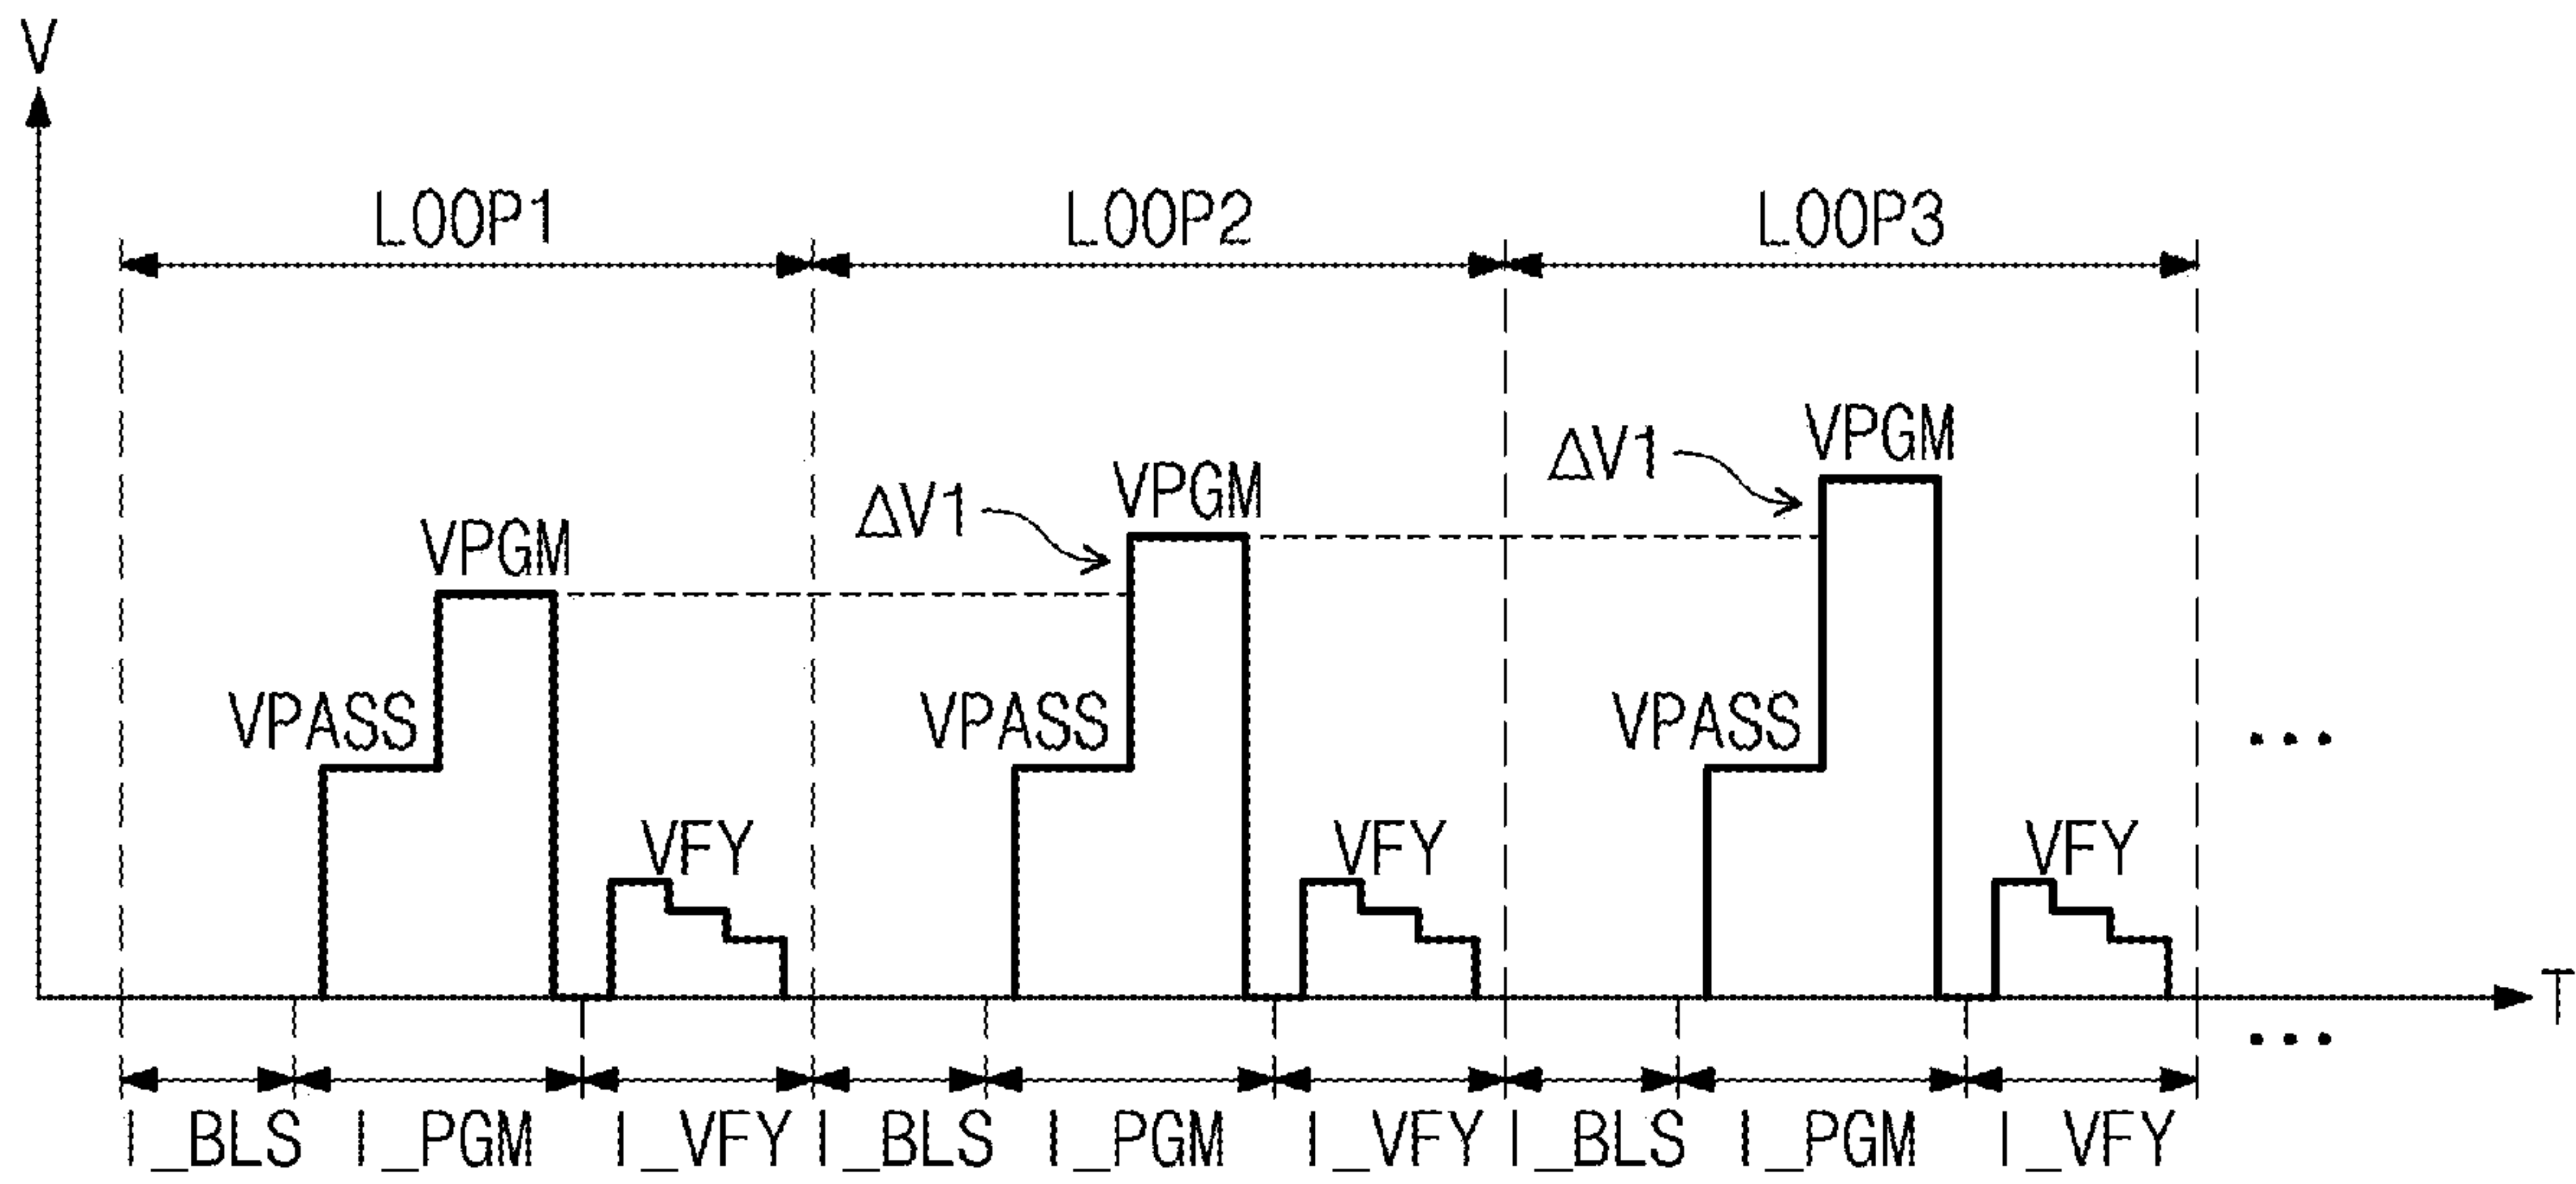 V
LOOP1 LOOP2 LOOP3
VPGM
ΔV1
VPGM
ΔV1
VPGM
VPASS VPASS VPASS
...
VFY VFY VFY
T
...
I_BLS I_PGM I_VFY I_BLS I_PGM I_VFY I_BLS I_PGM I_VFY